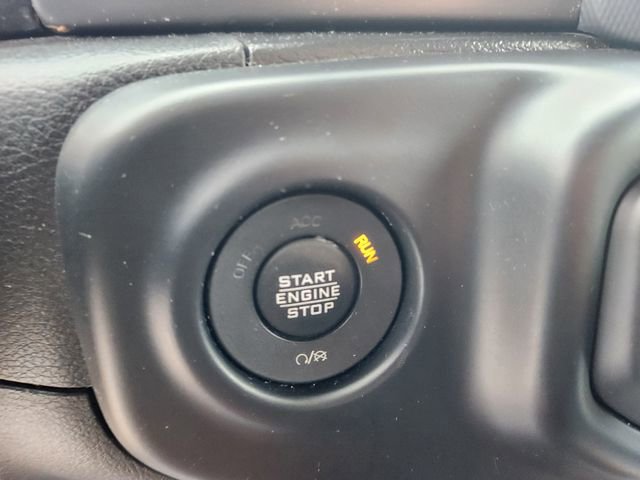 ACC
OFF
RUN
START
ENGINE
STOP